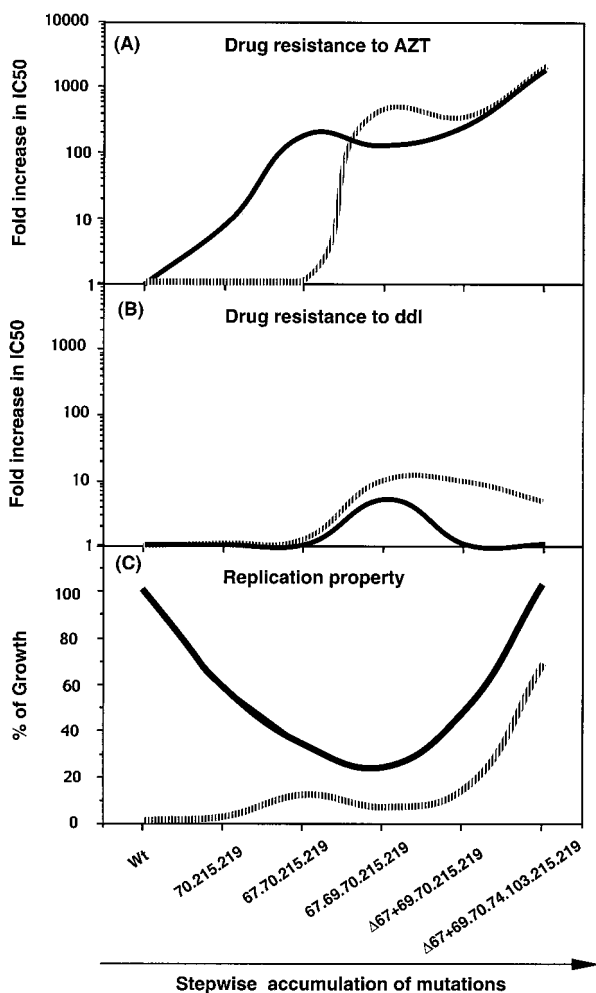 (A)
Drug resistance to AZT
Fold increase in IC50
10000
1000
100
10
1
(B)
Drug resistance to ddI
Fold increase in IC50
1000
100
10
1
(C)
Replication property
% of Growth
100
80
60
40
20
0
Wt
70.215.219
67.70.215.219
67.69.70.215.219
Δ67+69.70.215.219
Δ67+69.70.74.103.215.219
Stepwise accumulation of mutations